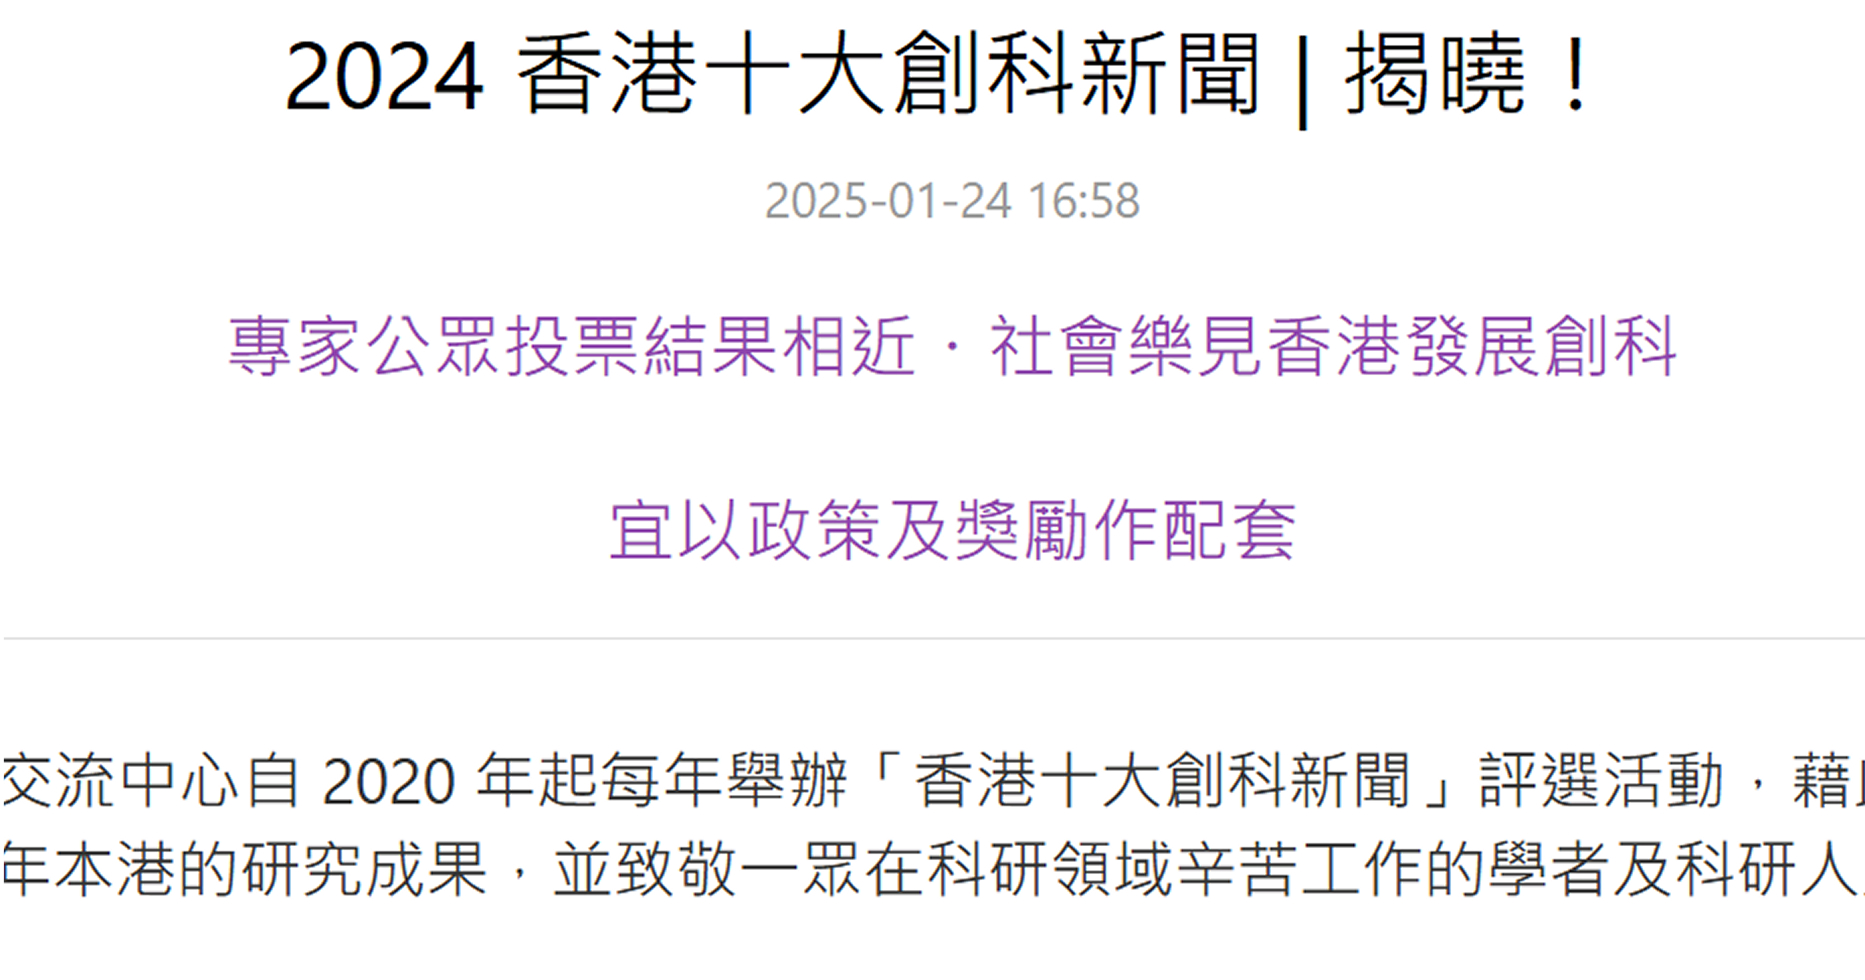 2024 香港十大創科新聞 | 揭曉！
2025-01-24 16:58
專家公眾投票結果相近．社會樂見香港發展創科
宜以政策及獎勵作配套
交流中心自 2020 年起每年舉辦「香港十大創科新聞」評選活動，藉
年本港的研究成果，並致敬一眾在科研領域辛苦工作的學者及科研人